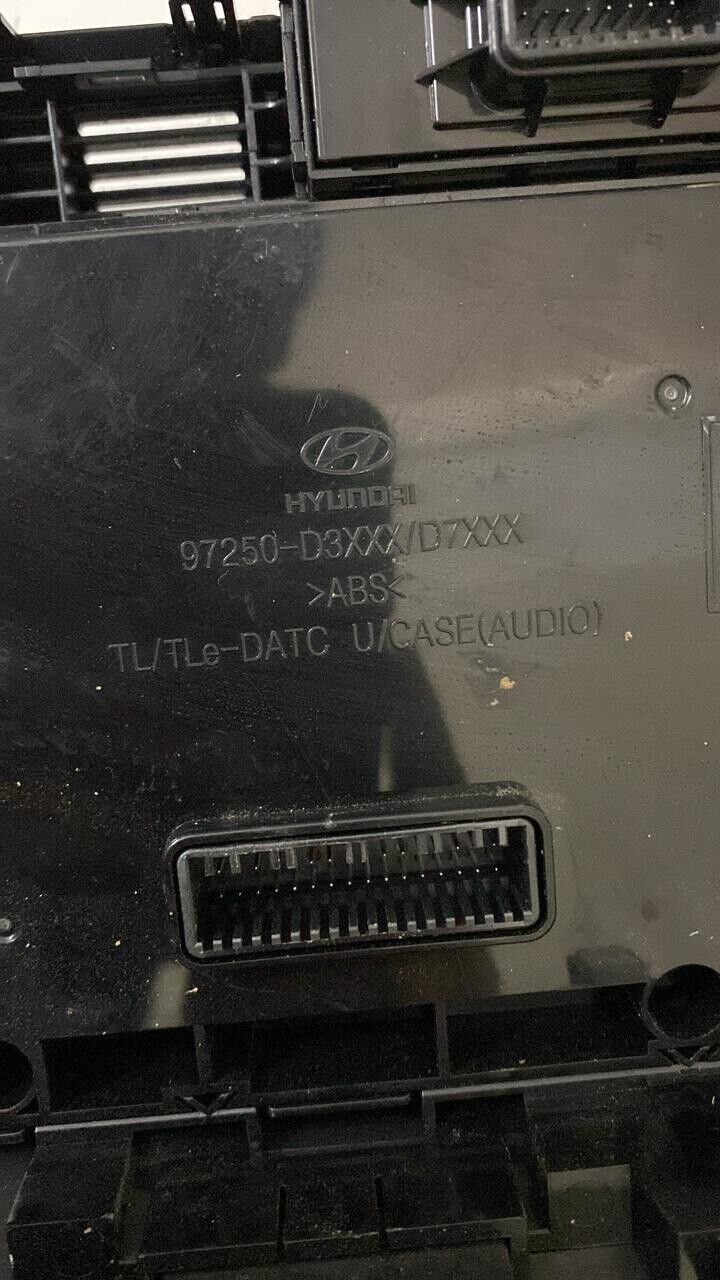 HYUNDAI
97250-D3XXX/D7XXX
>ABS<
TL/TLe-DATC U/CASE(AUDIO)